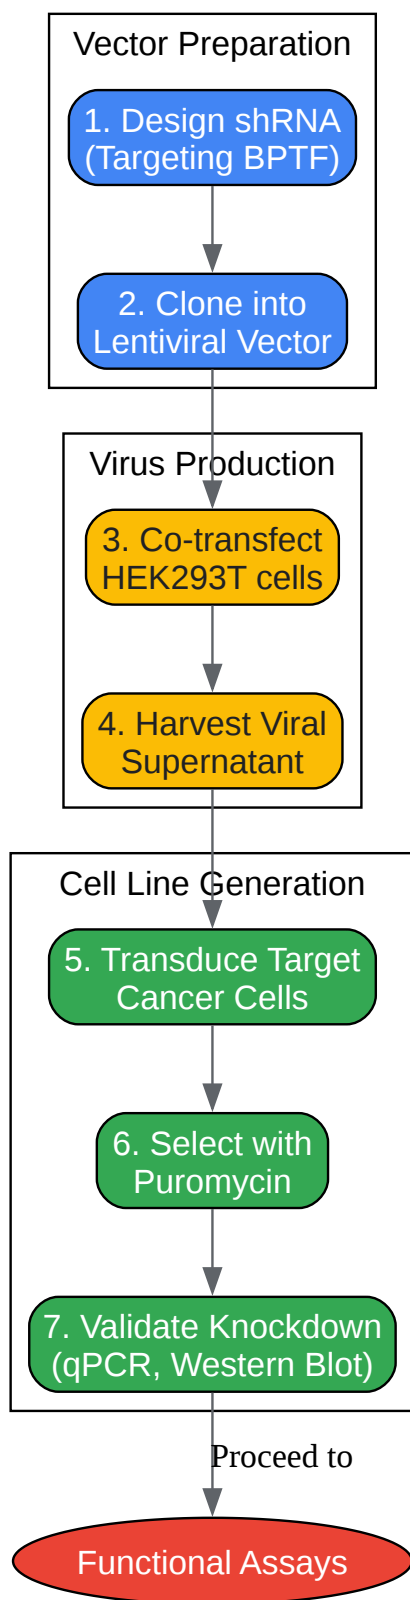 Vector Preparation
1. Design shRNA
(Targeting BPTF)
2. Clone into
Lentiviral Vector
Virus Production
3. Co-transfect
HEK293T cells
4. Harvest Viral
Supernatant
Cell Line Generation
5. Transduce Target
Cancer Cells
6. Select with
Puromycin
7. Validate Knockdown
(qPCR, Western Blot)
Proceed to
Functional Assays